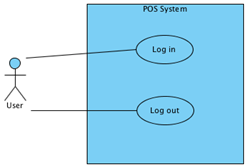 POS System
Log in
User
Log out